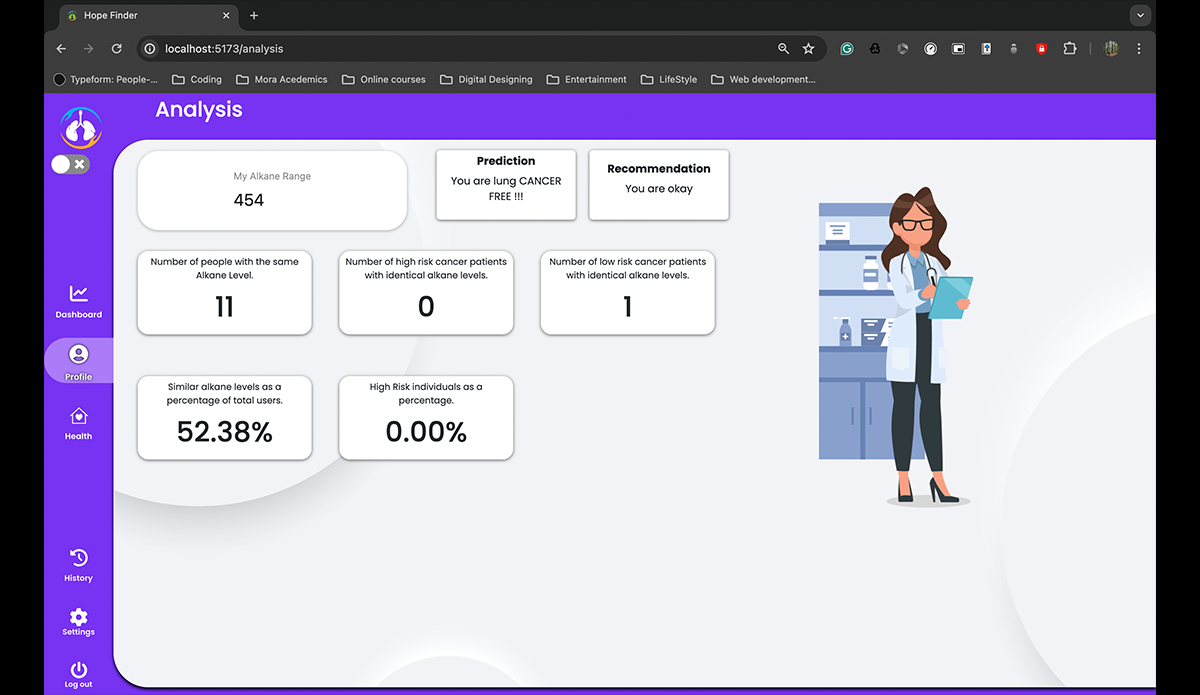 Hope Finder
localhost:5173/analysis
Typeform: People-...
Coding
Mora Acedemics
Online courses
Digital Designing
Entertainment
LifeStyle
Web development...
Analysis
Dashboard
Profile
Health
History
Settings
Log out
My Alkane Range
454
Prediction
You are lung CANCER
FREE !!!
Recommendation
You are okay
Number of people with the same
Alkane Level.
11
Number of high risk cancer patients
with identical alkane levels.
0
Number of low risk cancer patients
with identical alkane levels.
1
Similar alkane levels as a
percentage of total users.
52.38%
High Risk individuals as a
percentage.
0.00%